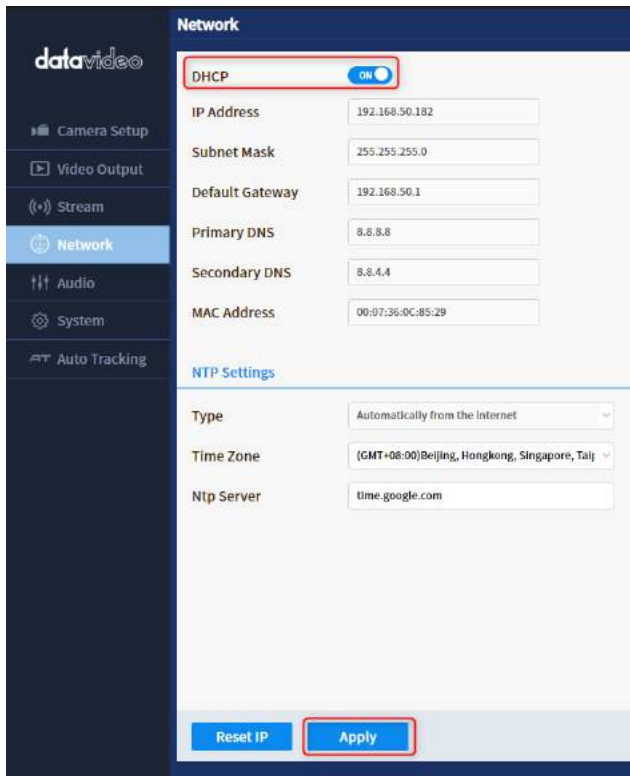 Network
datavideo
DHCP ON
IP Address 192.168.50.182
Camera Setup
Subnet Mask 255.255.255.0
Video Output
Default Gateway 192.168.50.1
Stream
Primary DNS 8.8.8.8
Network
Secondary DNS 8.8.4.4
Audio
MAC Address 00:07:36:0C:85:29
System
AT Auto Tracking
NTP Settings
Type Automatically from the Internet
Time Zone (GMT+08:00)Beijing, Hongkong, Singapore, Taip
Ntp Server time.google.com
Reset IP Apply